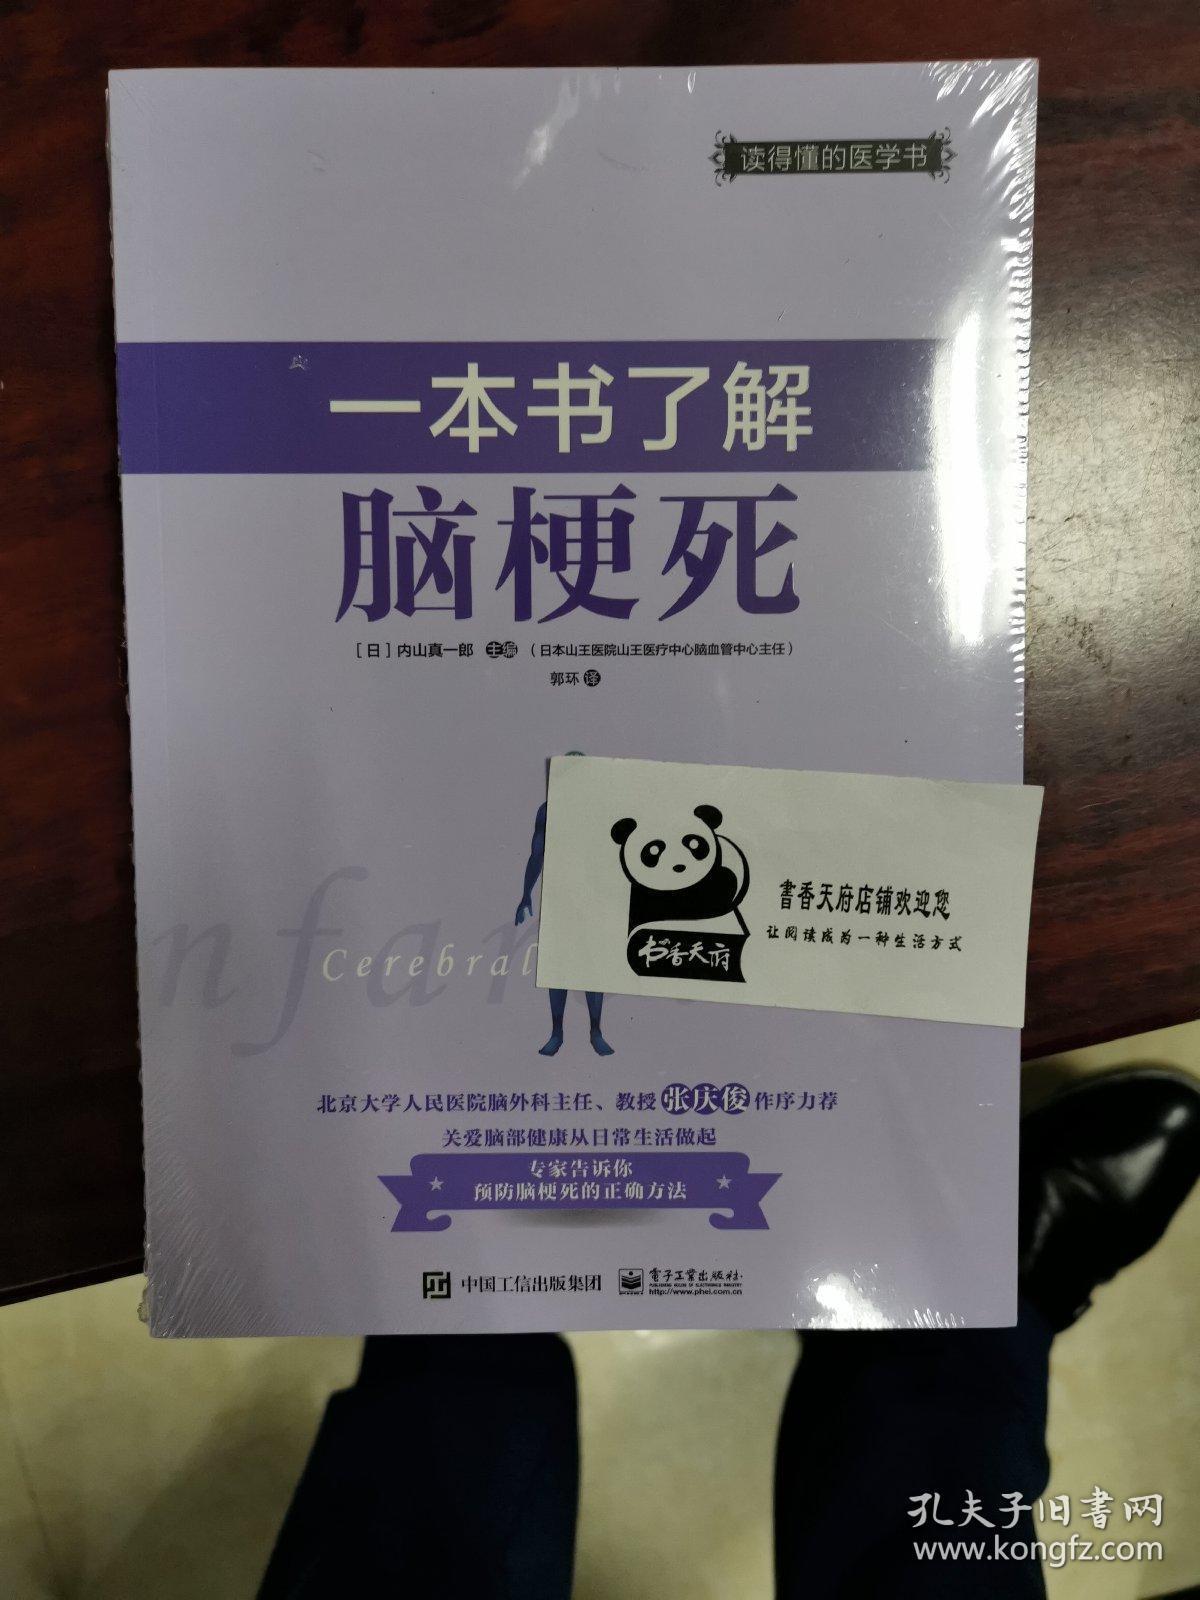 读得懂的医学书
一本书了解
脑梗死
[日]内山真一郎 主编 (日本山王医院山王医疗中心脑血管中心主任)
郭环 译
nfar
Cerebral
書香天府店铺欢迎您
让阅读成为一种生活方式
书香天府
北京大学人民医院脑外科主任、教授张庆俊作序力荐
关爱脑部健康从日常生活做起
专家告诉你
预防脑梗死的正确方法
中国工信出版集团
電子工業出版社
PUBLISHING HOUSE OF ELECTRONICS INDUSTRY
http://www.phei.com.cn
孔夫子旧书网
www.kongfz.com